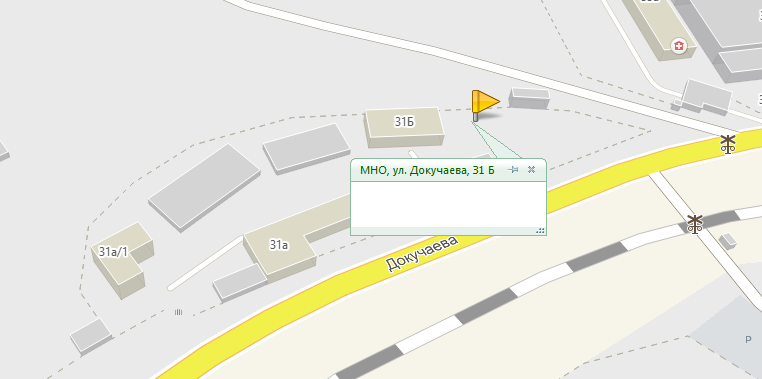 31Б
МНО, ул. Докучаева, 31 Б
31а/1
31а
Докучаева
P